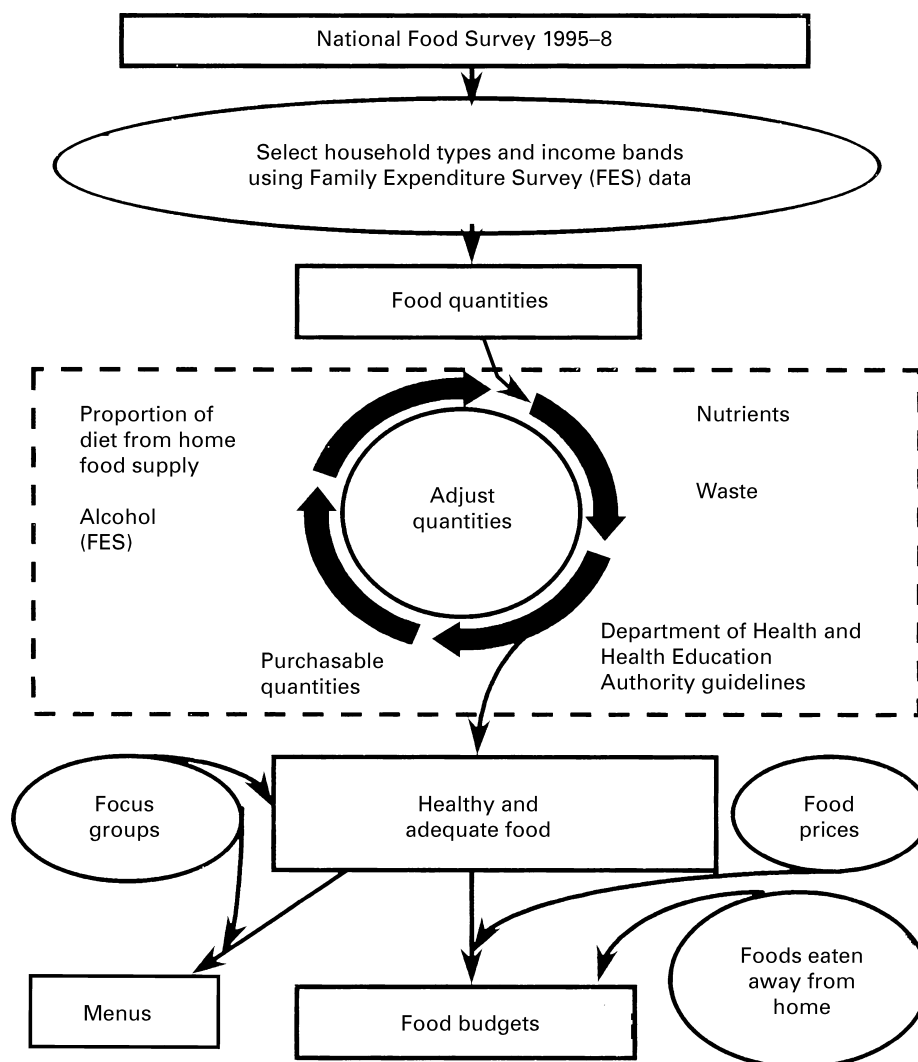 National Food Survey 1995–8
Select household types and income bands
using Family Expenditure Survey (FES) data
Food quantities
Proportion of
diet from home
food supply
Alcohol
(FES)
Adjust
quantities
Nutrients
Waste
Purchasable
quantities
Department of Health and
Health Education
Authority guidelines
Focus
groups
Healthy and
adequate food
Food
prices
Menus
Food budgets
Foods eaten
away from
home